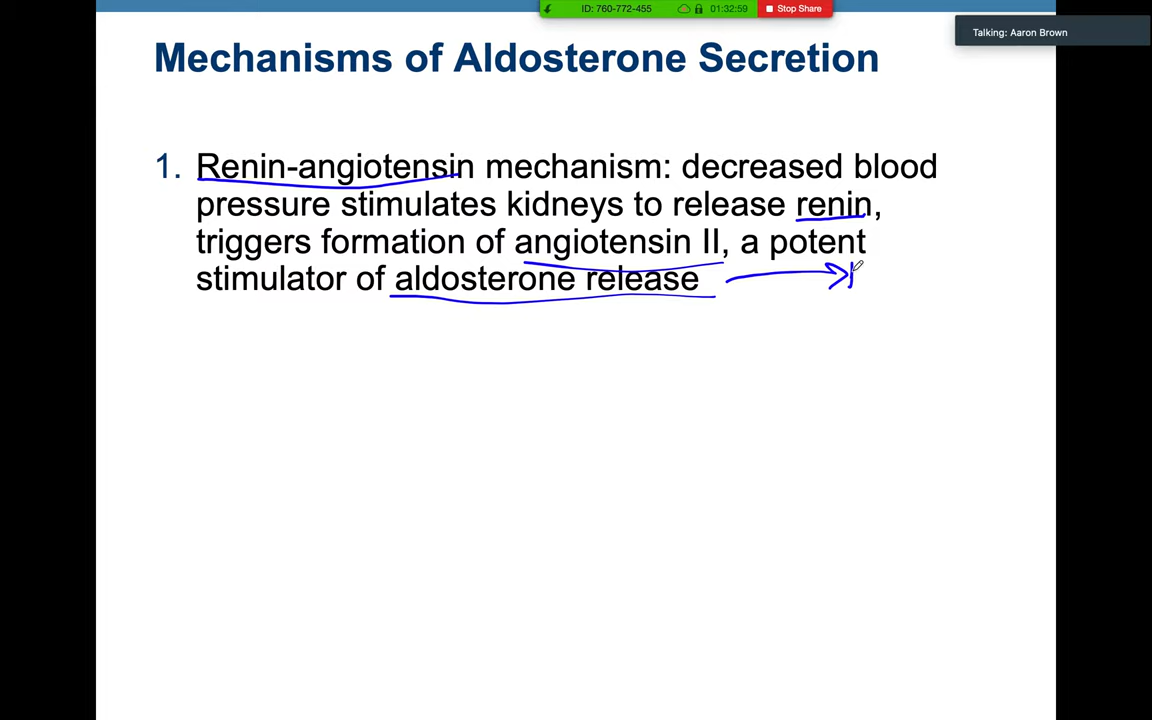 ID: 760-772-455
01:32:59
Stop Share
Talking: Aaron Brown
Mechanisms of Aldosterone Secretion
1. Renin-angiotensin mechanism: decreased blood
pressure stimulates kidneys to release renin,
triggers formation of angiotensin II, a potent
stimulator of aldosterone release